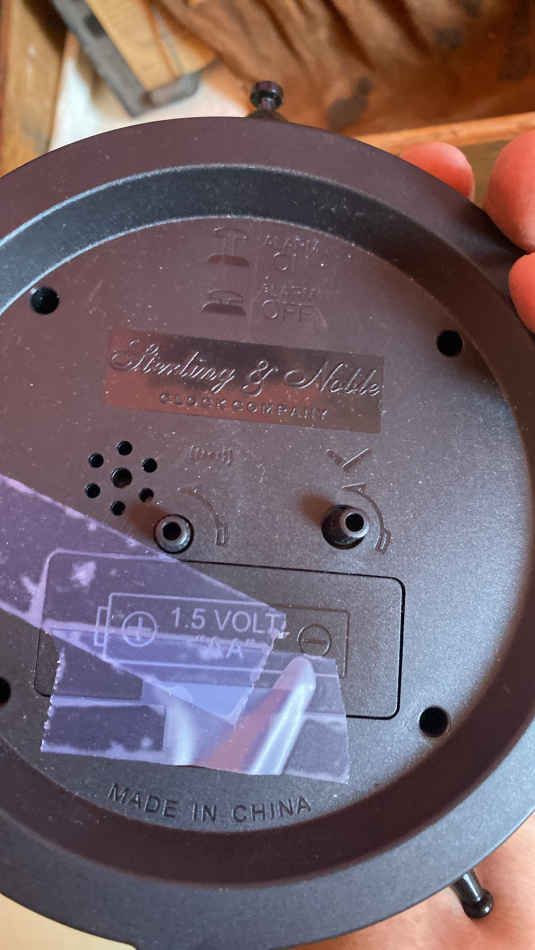 ALARM
ON
ALARM
OFF
Sterling & Noble
CLOCK COMPANY
1.5 VOLT
"AA"
MADE IN CHINA